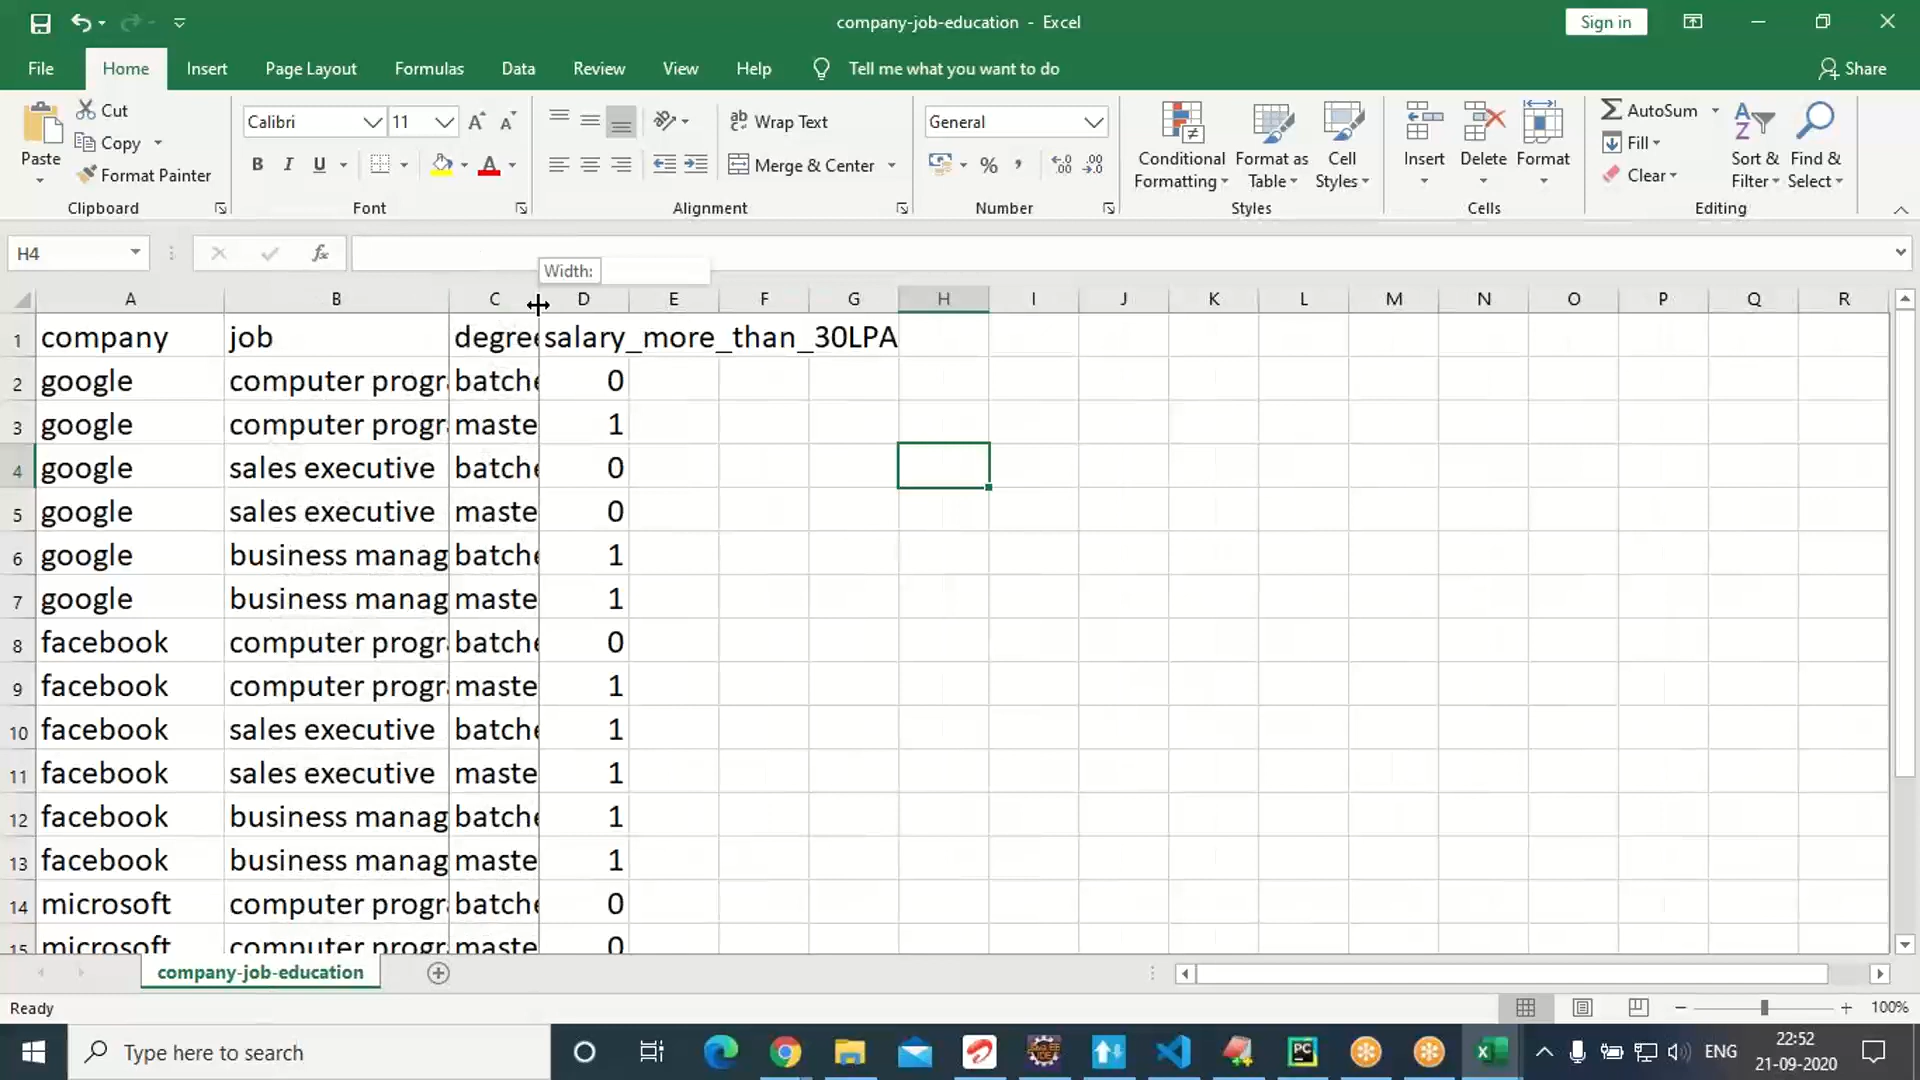 company-job-education - Excel
Sign in
File Home Insert Page Layout Formulas Data Review View Help Tell me what you want to do Share
Paste
Cut
Copy
Format Painter
Clipboard
Calibri 11
B I U
Font
Wrap Text
Merge & Center
Alignment
General
Number
Conditional Formatting
Format as Table
Cell Styles
Styles
Insert Delete Format
Cells
AutoSum
Fill
Clear
Sort & Filter
Find & Select
Editing
H4 fx
Width:
A B C D E F G H I J K L M N O P Q R
1 company job degree salary_more_than_30LPA
2 google computer progr batche 0
3 google computer progr maste 1
4 google sales executive batche 0
5 google sales executive maste 0
6 google business manag batche 1
7 google business manag maste 1
8 facebook computer progr batche 0
9 facebook computer progr maste 1
10 facebook sales executive batche 1
11 facebook sales executive maste 1
12 facebook business manag batche 1
13 facebook business manag maste 1
14 microsoft computer progr batche 0
15 microsoft computer progr maste 0
company-job-education
Ready 100%
Type here to search
ENG
22:52
21-09-2020